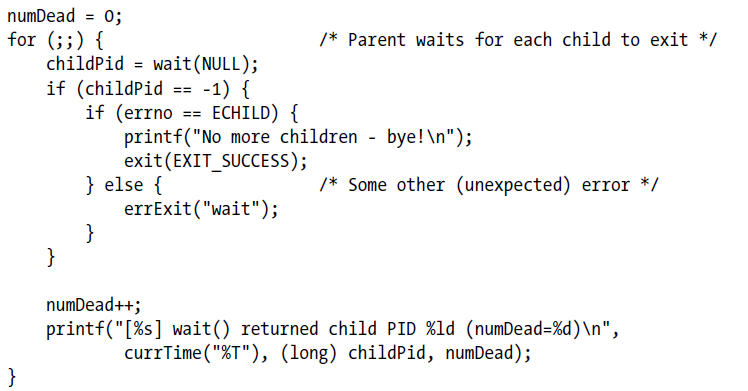 numDead = 0;
for (;;) {                      /* Parent waits for each child to exit */
    childPid = wait(NULL);
    if (childPid == -1) {
        if (errno == ECHILD) {
            printf("No more children - bye!\n");
            exit(EXIT_SUCCESS);
        } else {                /* Some other (unexpected) error */
            errExit("wait");
        }
    }

    numDead++;
    printf("[%s] wait() returned child PID %ld (numDead=%d)\n",
            currTime("%T"), (long) childPid, numDead);
}